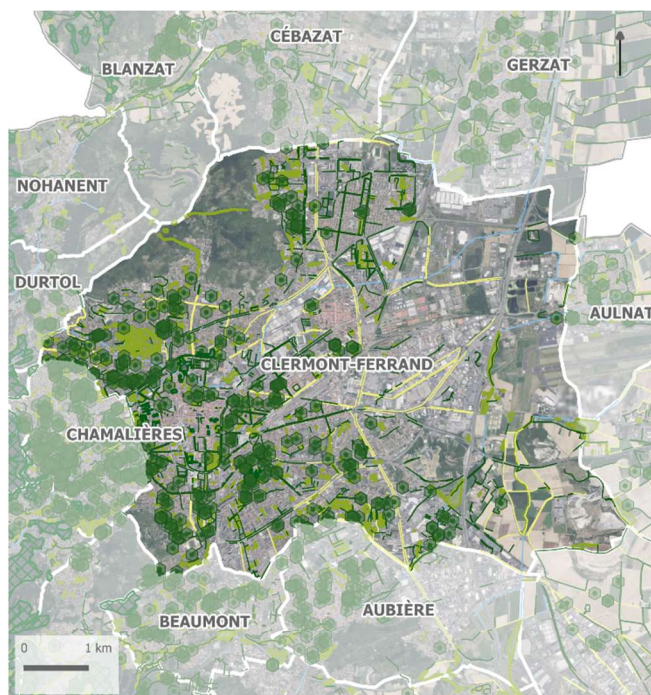 CÉBAZAT
BLANZAT
GERZAT
NOHANENT
DURTOL
AULNAT
CLERMONT-FERRAND
CHAMALIÈRES
BEAUMONT
AUBIÈRE
0 1 km